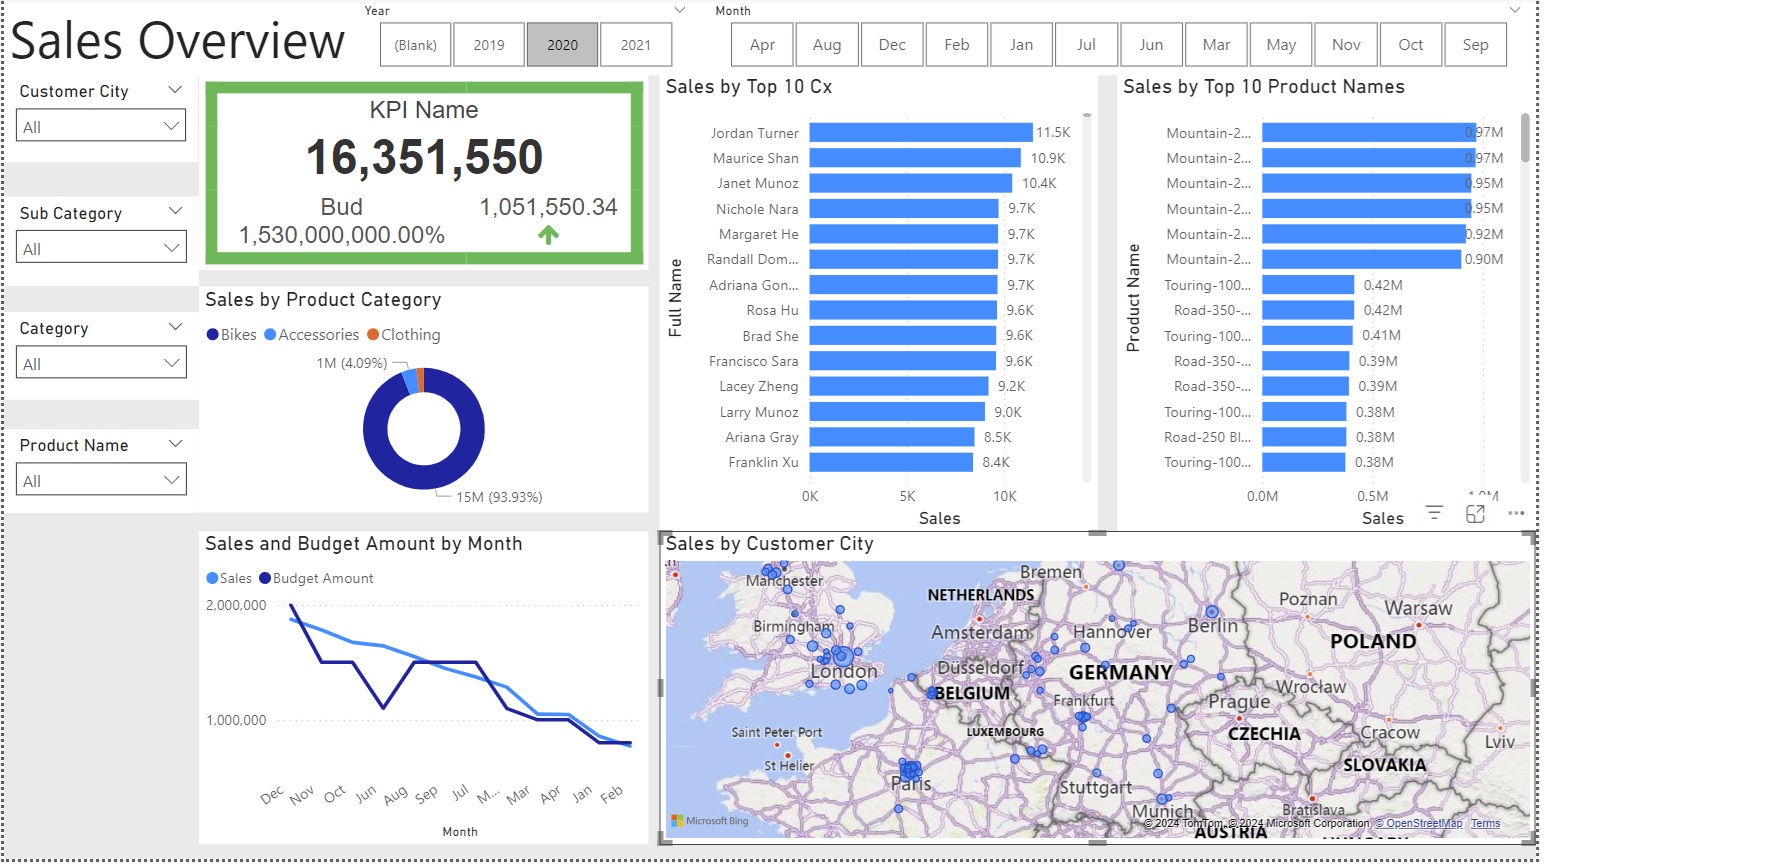 Sales Overview
Year
(Blank)
2019
2020
2021
Month
Apr
Aug
Dec
Feb
Jan
Jul
Jun
Mar
May
Nov
Oct
Sep
Customer City
All
Sub Category
All
Category
All
Product Name
All
KPI Name
16,351,550
Bud
1,530,000,000.00%
1,051,550.34
Sales by Product Category
Bikes
Accessories
Clothing
1M (4.09%)
15M (93.93%)
Sales by Top 10 Cx
Full Name
Jordan Turner 11.5K
Maurice Shan 10.9K
Janet Munoz 10.4K
Nichole Nara 9.7K
Margaret He 9.7K
Randall Dom... 9.7K
Adriana Gon... 9.7K
Rosa Hu 9.6K
Brad She 9.6K
Francisco Sara 9.6K
Lacey Zheng 9.2K
Larry Munoz 9.0K
Ariana Gray 8.5K
Franklin Xu 8.4K
0K 5K 10K
Sales
Sales by Top 10 Product Names
Product Name
Mountain-2... 0.97M
Mountain-2... 0.97M
Mountain-2... 0.95M
Mountain-2... 0.95M
Mountain-2... 0.92M
Mountain-2... 0.90M
Touring-100... 0.42M
Road-350-... 0.42M
Touring-100... 0.41M
Road-350-... 0.39M
Road-350-... 0.39M
Touring-100... 0.38M
Road-250 Bl... 0.38M
Touring-100... 0.38M
0.0M 0.5M 1.0M
Sales
Sales and Budget Amount by Month
Sales
Budget Amount
2,000,000
1,000,000
Dec Nov Oct Jun Aug Sep Jul M... Mar Apr Jan Feb
Month
Sales by Customer City
Manchester
Birmingham
London
Saint Peter Port
St Helier
Paris
NETHERLANDS
Amsterdam
Düsseldorf
BELGIUM
LUXEMBOURG
Bremen
Hannover
Berlin
GERMANY
Frankfurt
Stuttgart
Munich
Poznan
Warsaw
POLAND
Wrocław
Prague
CZECHIA
Cracow
Lviv
SLOVAKIA
Bratislava
AUSTRIA
Microsoft Bing
© 2024 TomTom, © 2024 Microsoft Corporation, © OpenStreetMap Terms